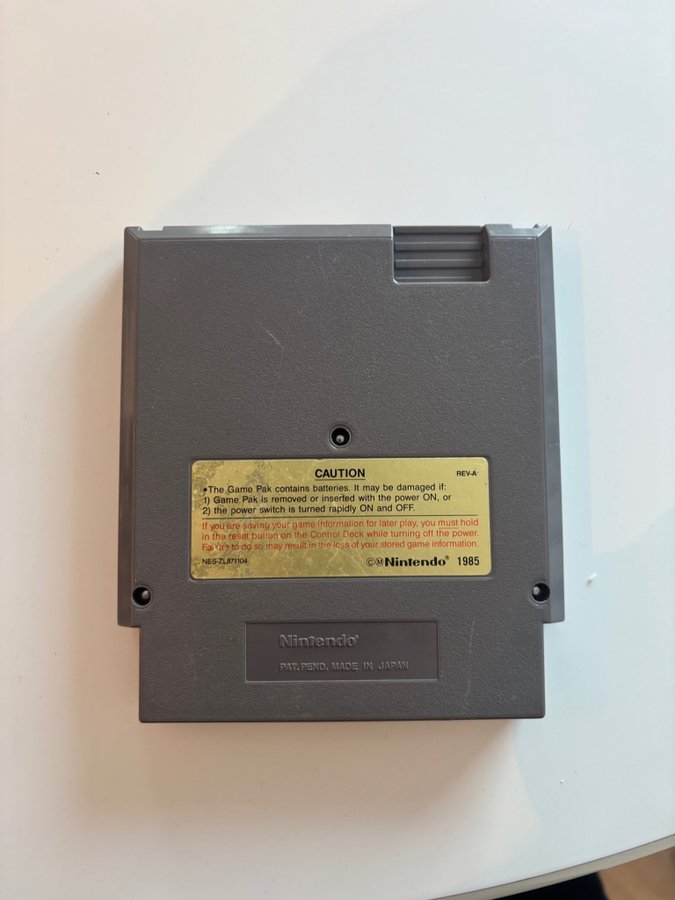 CAUTION REV-A
•The Game Pak contains batteries. It may be damaged if:
1) Game Pak is removed or inserted with the power ON, or
2) the power switch is turned rapidly ON and OFF.
If you are saving your game information for later play, you must hold
in the reset button on the Control Deck while turning off the power.
Failure to do so may result in the loss of your stored game information.
NES-ZL871104 ©ⓂNintendo® 1985
Nintendo®
PAT. PEND. MADE IN JAPAN